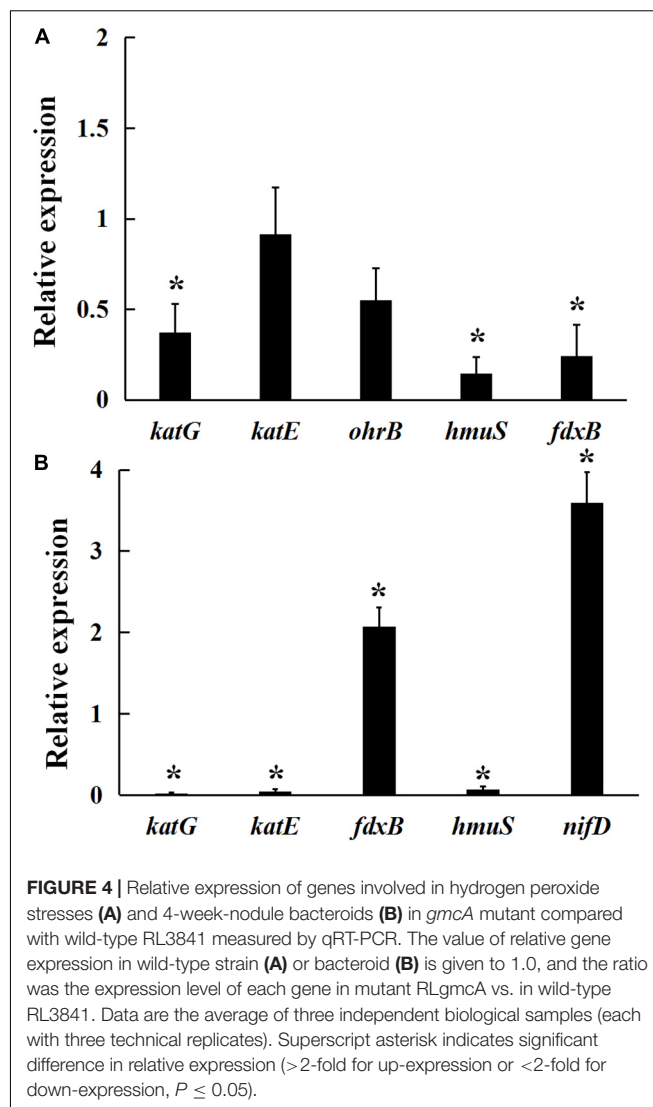 A
2
1.5
1
0.5
0
Relative expression
*
*
*
katG katE ohrB hmuS fdxB
B
4
3
2
1
0
Relative expression
*
*
*
*
*
katG katE fdxB hmuS nifD
FIGURE 4 | Relative expression of genes involved in hydrogen peroxide
stresses (A) and 4-week-nodule bacteroids (B) in gmcA mutant compared
with wild-type RL3841 measured by qRT-PCR. The value of relative gene
expression in wild-type strain (A) or bacteroid (B) is given to 1.0, and the ratio
was the expression level of each gene in mutant RLgmcA vs. in wild-type
RL3841. Data are the average of three independent biological samples (each
with three technical replicates). Superscript asterisk indicates significant
difference in relative expression (>2-fold for up-expression or <2-fold for
down-expression, P ≤ 0.05).